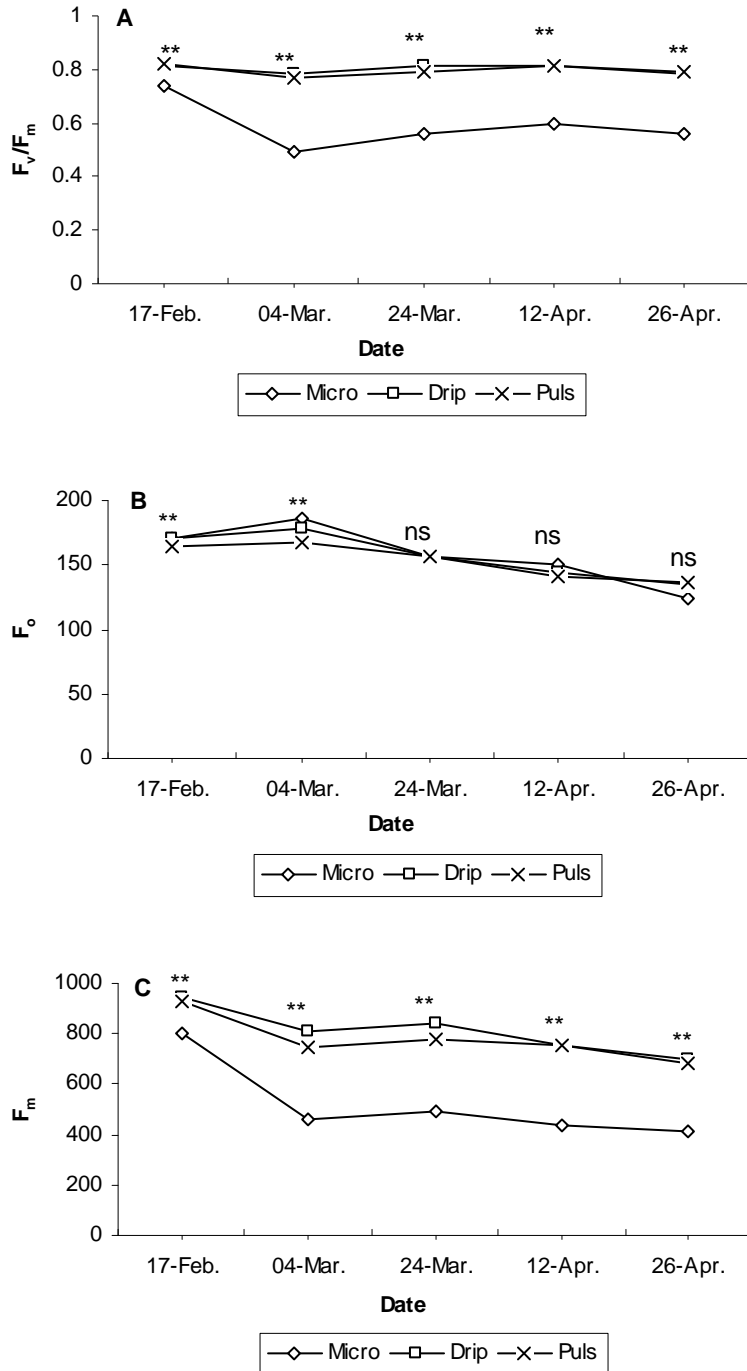 A
1
0.8
0.6
0.4
0.2
0
Fv/Fm
** ** ** ** **
17-Feb. 04-Mar. 24-Mar. 12-Apr. 26-Apr.
Date
Micro Drip Puls
B
200
150
100
50
0
Fo
** ** ns ns ns
17-Feb. 04-Mar. 24-Mar. 12-Apr. 26-Apr.
Date
Micro Drip Puls
C
1000
800
600
400
200
0
Fm
** ** ** ** **
17-Feb. 04-Mar. 24-Mar. 12-Apr. 26-Apr.
Date
Micro Drip Puls